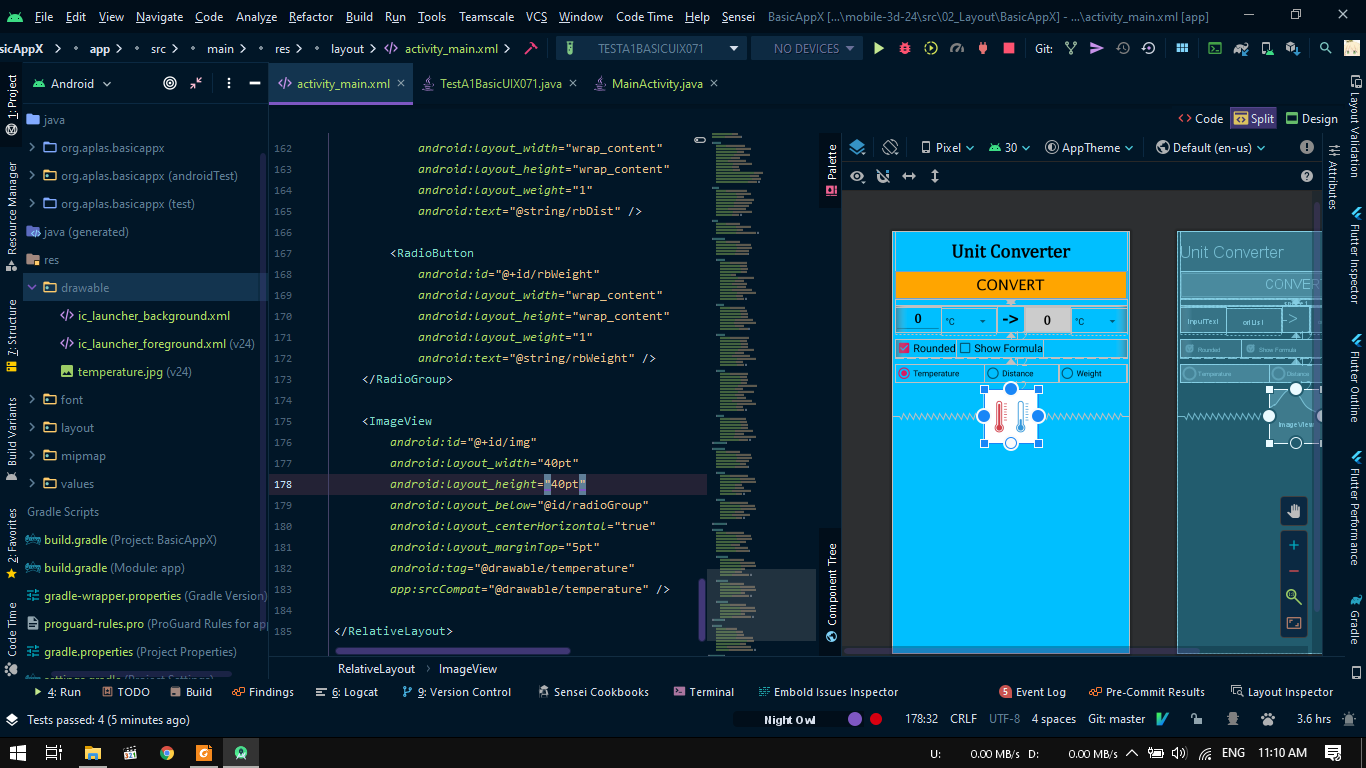 File Edit View Navigate Code Analyze Refactor Build Run Tools Teamscale VCS Window Code Time Help Sensei BasicAppX [...\mobile-3d-24\src\02_Layout\BasicAppX] - ...\activity_main.xml [app]
sicAppX app src main res layout activity_main.xml TESTA1BASICUIX071 NO DEVICES Git:
1: Project
Resource Manager
7: Structure
Build Variants
2: Favorites
Code Time
Android
java
org.aplas.basicappx
org.aplas.basicappx (androidTest)
org.aplas.basicappx (test)
java (generated)
res
drawable
ic_launcher_background.xml
ic_launcher_foreground.xml (v24)
temperature.jpg (v24)
font
layout
mipmap
values
Gradle Scripts
build.gradle (Project: BasicAppX)
build.gradle (Module: app)
gradle-wrapper.properties (Gradle Version)
proguard-rules.pro (ProGuard Rules for app
gradle.properties (Project Properties)
settings.gradle (Project Settings)
activity_main.xml TestA1BasicUIX071.java MainActivity.java
Code Split Design
162 android:layout_width="wrap_content"
163 android:layout_height="wrap_content"
164 android:layout_weight="1"
165 android:text="@string/rbDist" />
166
167 <RadioButton
168 android:id="@+id/rbWeight"
169 android:layout_width="wrap_content"
170 android:layout_height="wrap_content"
171 android:layout_weight="1"
172 android:text="@string/rbWeight" />
173 </RadioGroup>
174
175 <ImageView
176 android:id="@+id/img"
177 android:layout_width="40pt"
178 android:layout_height="40pt"
179 android:layout_below="@id/radioGroup"
180 android:layout_centerHorizontal="true"
181 android:layout_marginTop="5pt"
182 android:tag="@drawable/temperature"
183 app:srcCompat="@drawable/temperature" />
184
185 </RelativeLayout>
RelativeLayout ImageView
Palette
Component Tree
Pixel 30 AppTheme Default (en-us)
Unit Converter
CONVERT
0 °C -> 0 °C
Rounded Show Formula
Temperature Distance Weight
Unit Converter
CONVERT
InputText ->
Rounded Show Formula
Temperature Distance
ImageView
Layout Validation
Attributes
Flutter Inspector
Flutter Outline
Flutter Performance
Gradle
4: Run TODO Build Findings 6: Logcat 9: Version Control Sensei Cookbooks Terminal Embold Issues Inspector 5 Event Log Pre-Commit Results Layout Inspector
Tests passed: 4 (5 minutes ago) Night Owl 178:32 CRLF UTF-8 4 spaces Git: master 3.6 hrs
U: 0.00 MB/s D: 0.00 MB/s ENG 11:10 AM